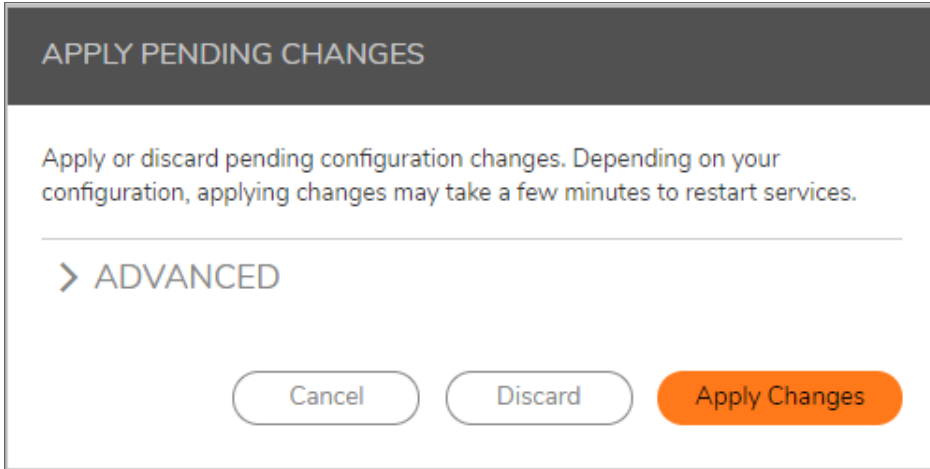 APPLY PENDING CHANGES
Apply or discard pending configuration changes. Depending on your
configuration, applying changes may take a few minutes to restart services.
ADVANCED
Cancel Discard Apply Changes